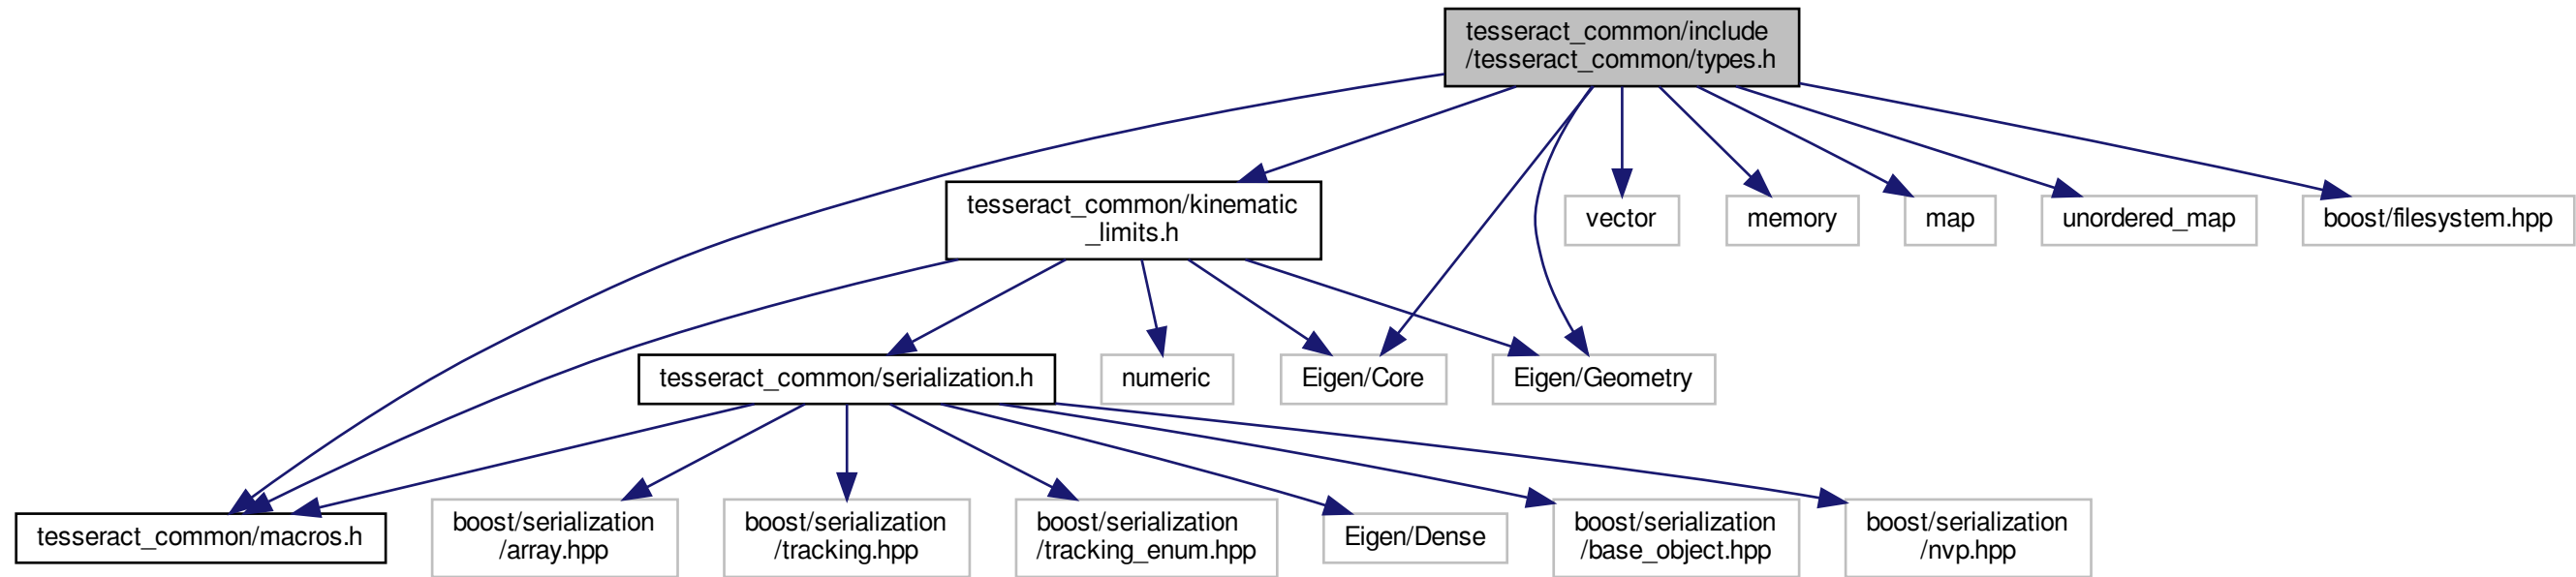 tesseract_common/include
/tesseract_common/types.h
tesseract_common/kinematic
_limits.h
vector
memory
map
unordered_map
boost/filesystem.hpp
tesseract_common/serialization.h
numeric
Eigen/Core
Eigen/Geometry
tesseract_common/macros.h
boost/serialization
/array.hpp
boost/serialization
/tracking.hpp
boost/serialization
/tracking_enum.hpp
Eigen/Dense
boost/serialization
/base_object.hpp
boost/serialization
/nvp.hpp